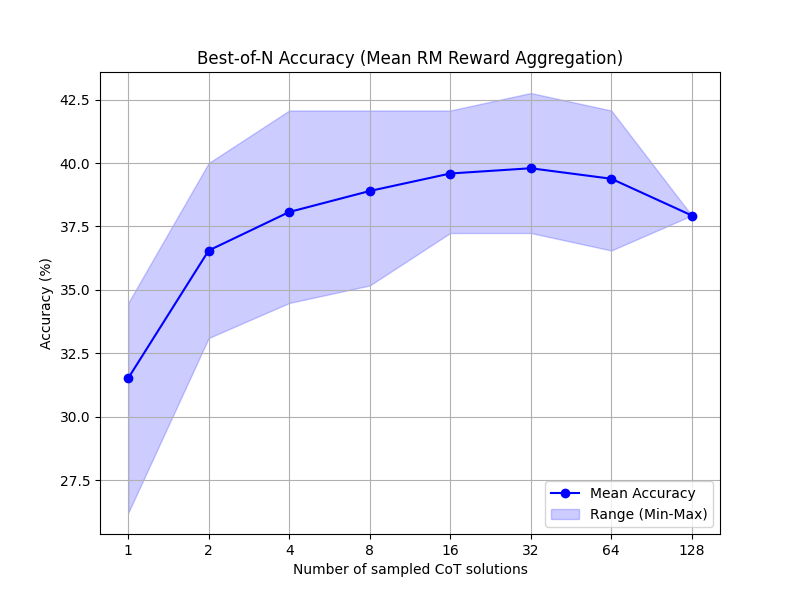 Best-of-N Accuracy (Mean RM Reward Aggregation)
42.5
40.0
37.5
35.0
32.5
30.0
27.5
Accuracy (%)
Mean Accuracy
Range (Min-Max)
1 2 4 8 16 32 64 128
Number of sampled CoT solutions